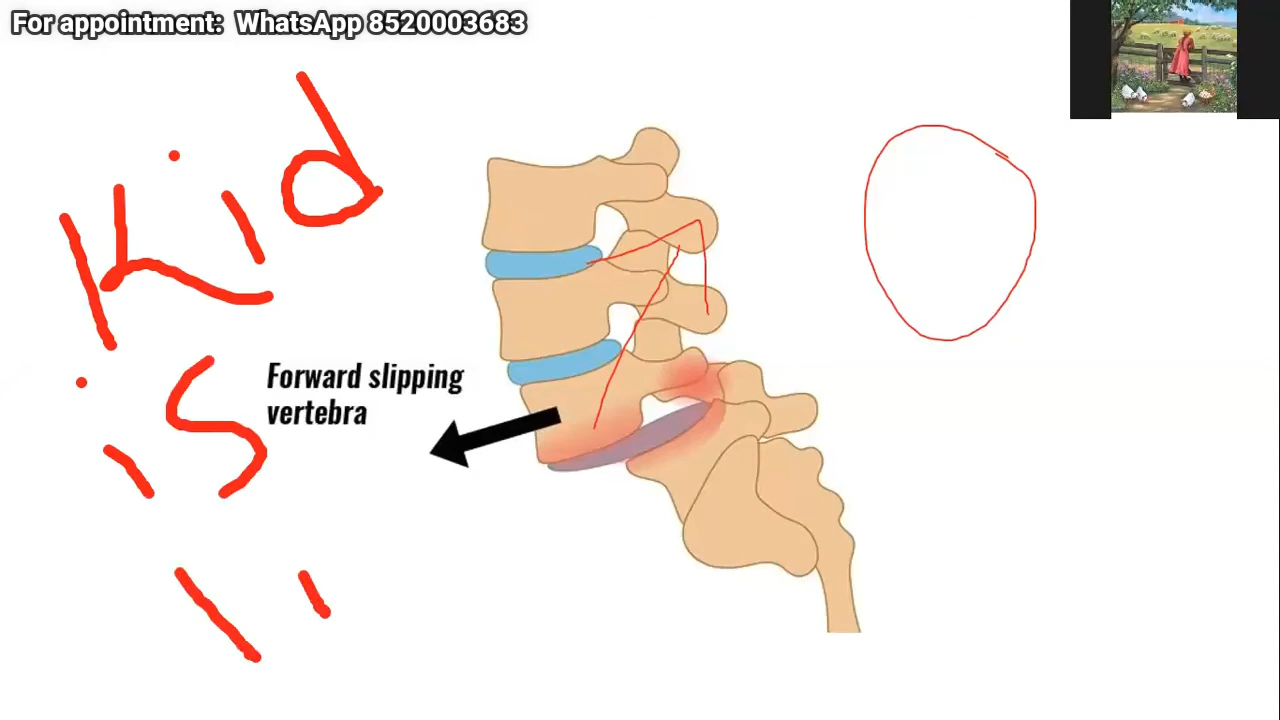 For appointment: WhatsApp 8520003683
Kid
is
Forward slipping
vertebra